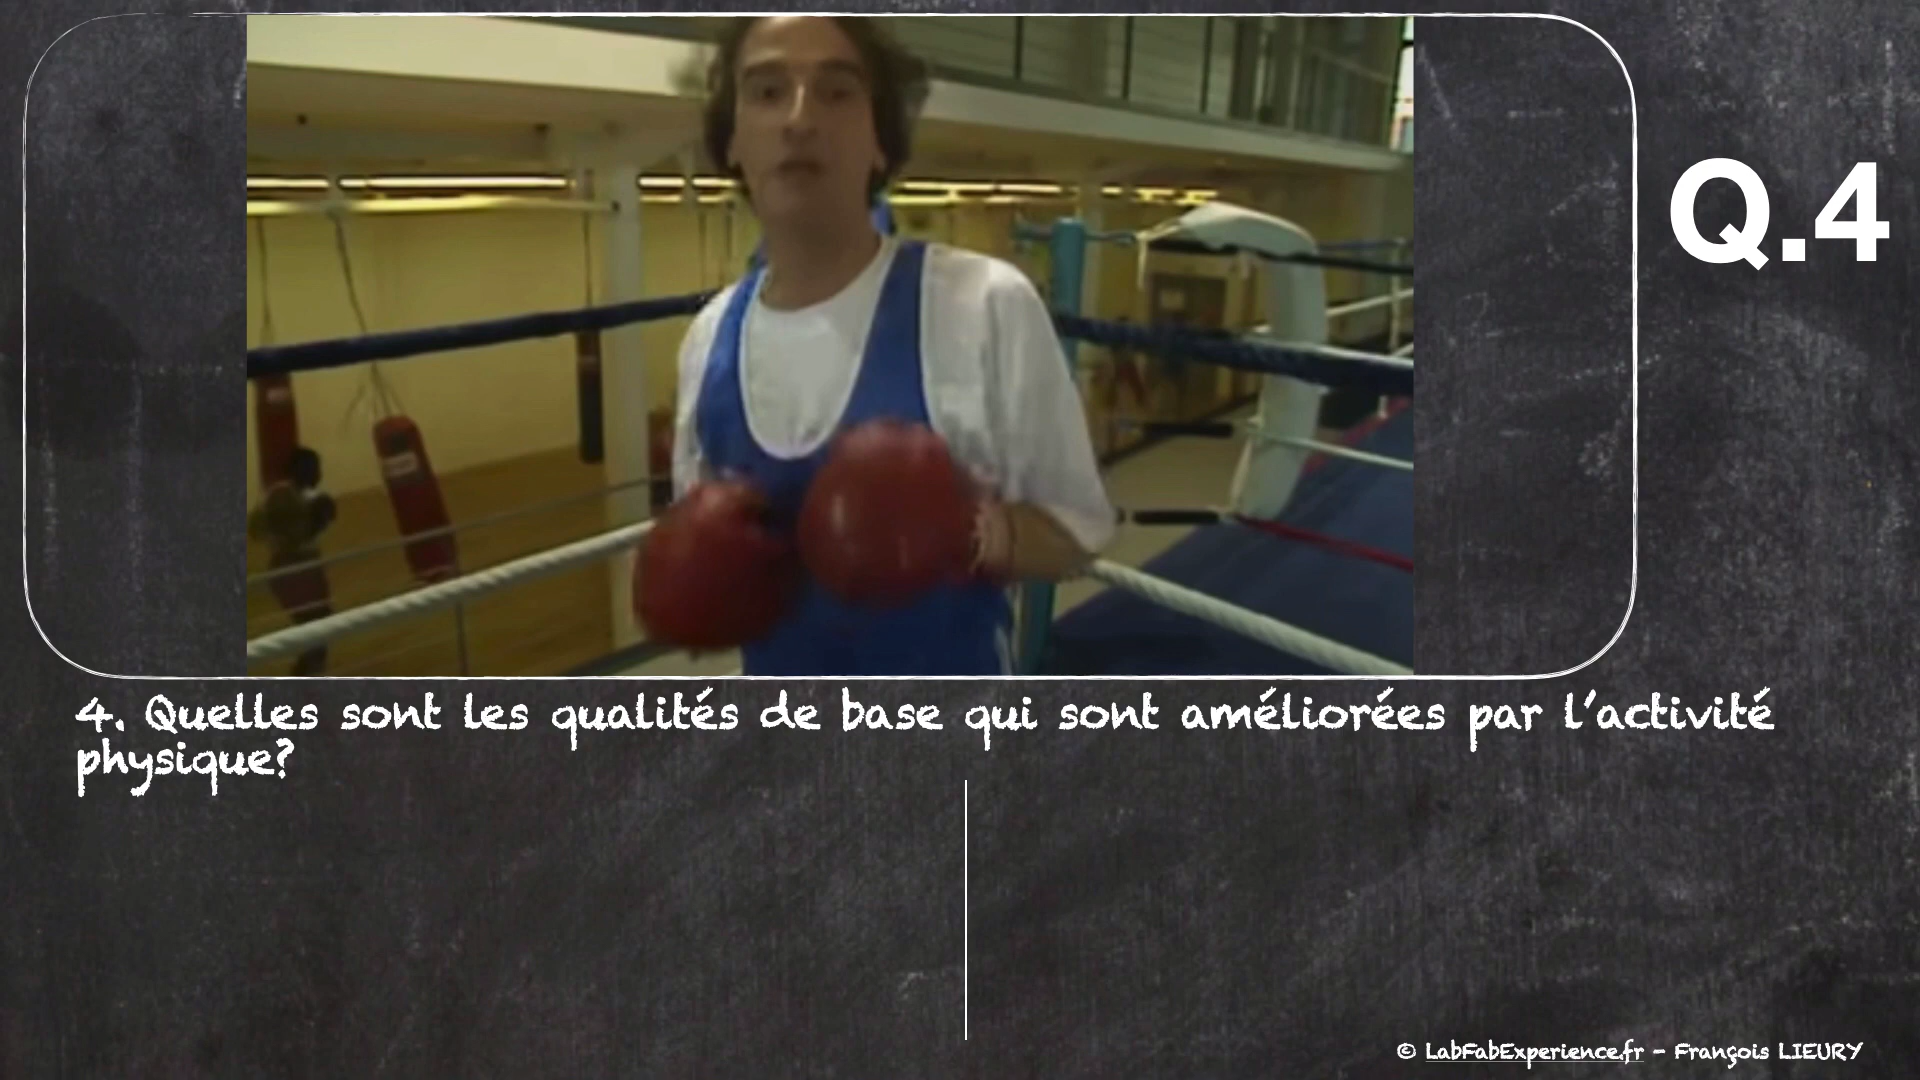 Q.4
4. Quelles sont les qualités de base qui sont améliorées par l'activité
physique?
© LabFabExperience.fr - François LIEURY